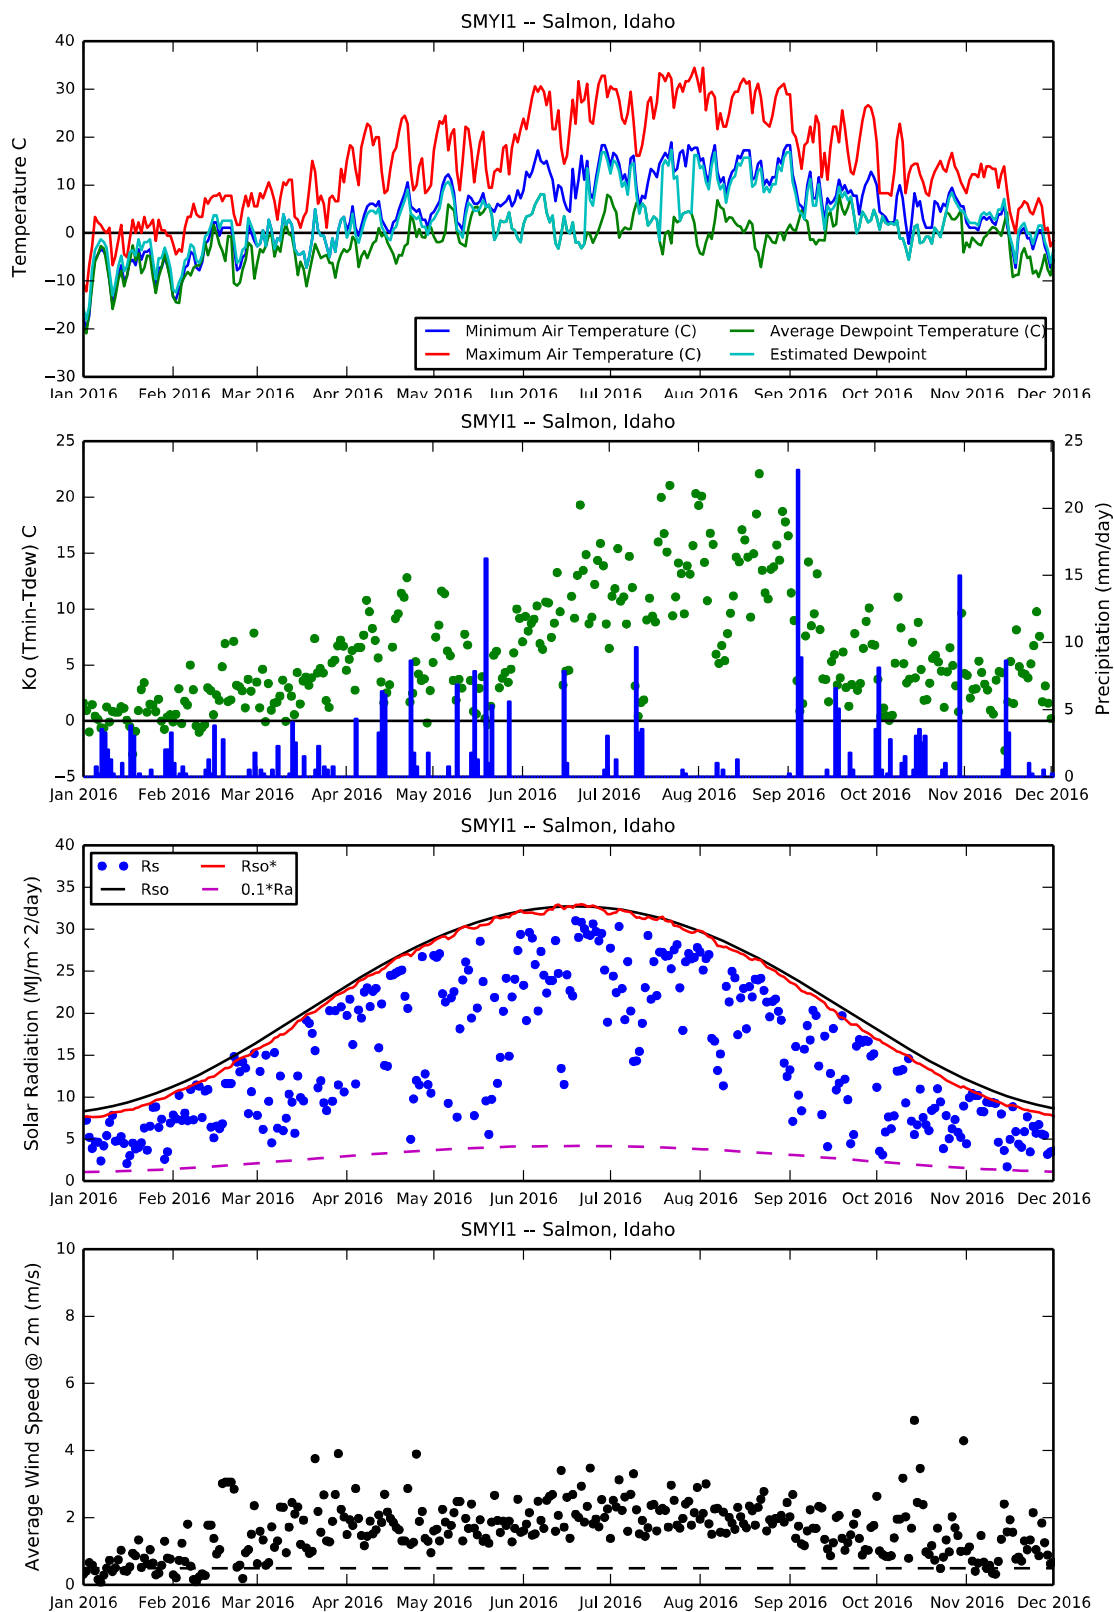 SMYI1 -- Salmon, Idaho
40
30
20
10
0
−10
−20
−30
Temperature C
Minimum Air Temperature (C)
Maximum Air Temperature (C)
Average Dewpoint Temperature (C)
Estimated Dewpoint
Jan 2016 Feb 2016 Mar 2016 Apr 2016 May 2016 Jun 2016 Jul 2016 Aug 2016 Sep 2016 Oct 2016 Nov 2016 Dec 2016
SMYI1 -- Salmon, Idaho
25
20
15
10
5
0
−5
Ko (Tmin-Tdew) C
25
20
15
10
5
0
Precipitation (mm/day)
Jan 2016 Feb 2016 Mar 2016 Apr 2016 May 2016 Jun 2016 Jul 2016 Aug 2016 Sep 2016 Oct 2016 Nov 2016 Dec 2016
SMYI1 -- Salmon, Idaho
40
35
30
25
20
15
10
5
0
Solar Radiation (MJ/m^2/day)
Rs
Rso
Rso*
0.1*Ra
Jan 2016 Feb 2016 Mar 2016 Apr 2016 May 2016 Jun 2016 Jul 2016 Aug 2016 Sep 2016 Oct 2016 Nov 2016 Dec 2016
SMYI1 -- Salmon, Idaho
10
8
6
4
2
0
Average Wind Speed @ 2m (m/s)
Jan 2016 Feb 2016 Mar 2016 Apr 2016 May 2016 Jun 2016 Jul 2016 Aug 2016 Sep 2016 Oct 2016 Nov 2016 Dec 2016